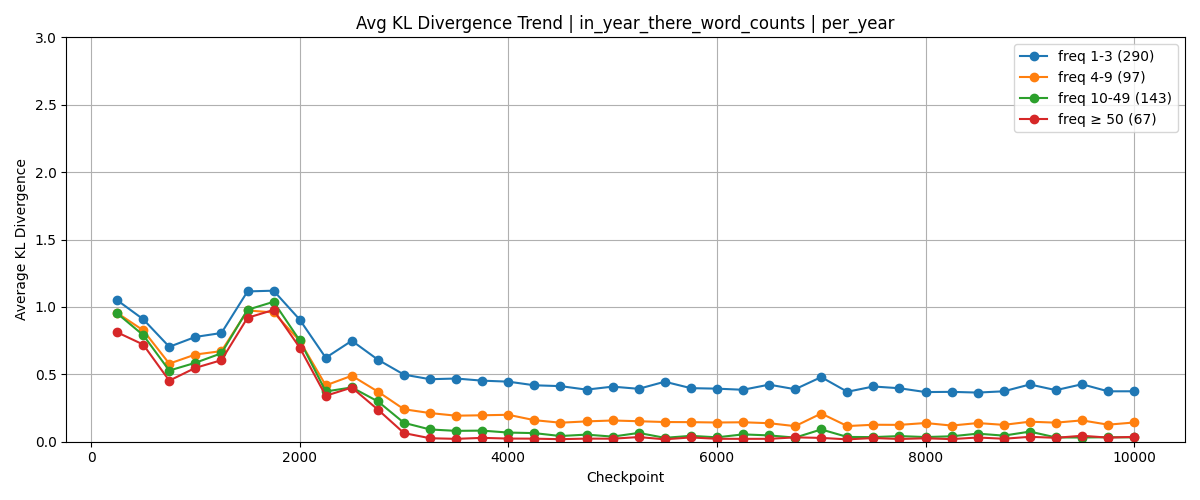 Avg KL Divergence Trend | in_year_there_word_counts | per_year
3.0
2.5
2.0
1.5
1.0
0.5
0.0
Average KL Divergence
freq 1-3 (290)
freq 4-9 (97)
freq 10-49 (143)
freq ≥ 50 (67)
0 2000 4000 6000 8000 10000
Checkpoint